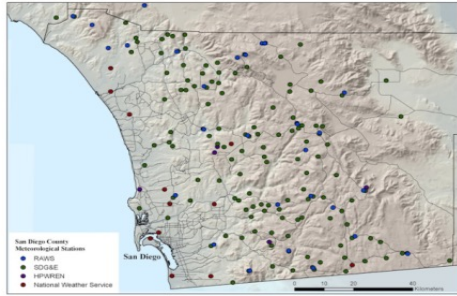 San Diego
San Diego County
Meteorological Stations
RAWS
SDG&E
HPWREN
National Weather Service
0 10 20 40
Kilometers